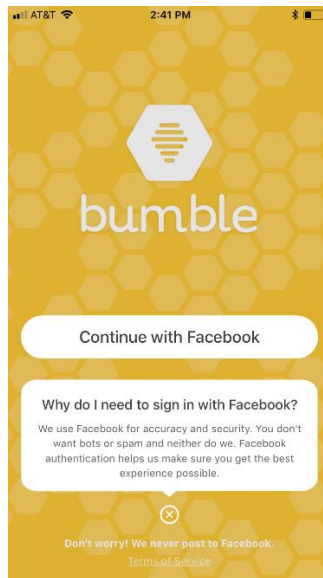 AT&T 2:41 PM
bumble
Continue with Facebook
Why do I need to sign in with Facebook?
We use Facebook for accuracy and security. You don't
want bots or spam and neither do we. Facebook
authentication helps us make sure you get the best
experience possible.
Don't worry! We never post to Facebook.
Terms of Service